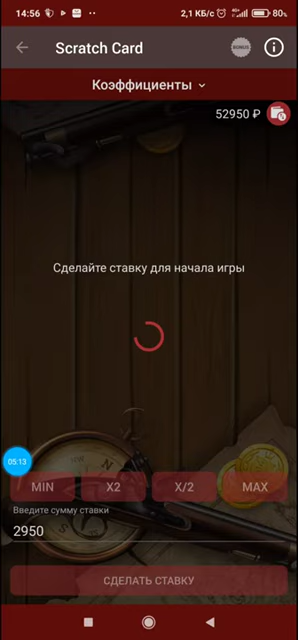 14:56 2,1 КБ/с 4G 80%
Scratch Card BONUS
Коэффициенты
52950 ₽
Сделайте ставку для начала игры
05:13
MIN X2 X/2 MAX
Введите сумму ставки
2950
СДЕЛАТЬ СТАВКУ